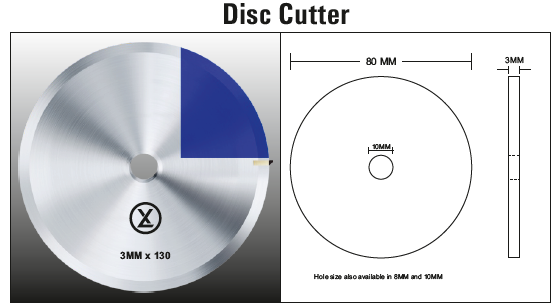 Disc Cutter
80 MM
3MM
10MM
3MM x 130
Hole size also available in 8MM and 10MM